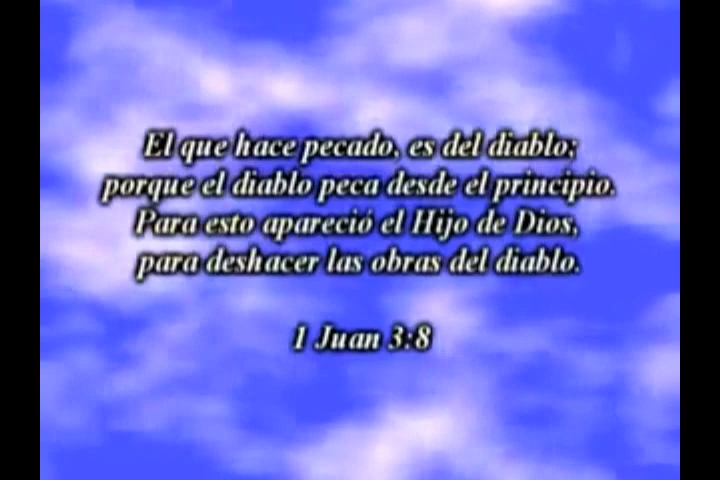 El que hace pecado, es del diablo;
porque el diablo peca desde el principio.
Para esto apareció el Hijo de Dios,
para deshacer las obras del diablo.
1 Juan 3:8